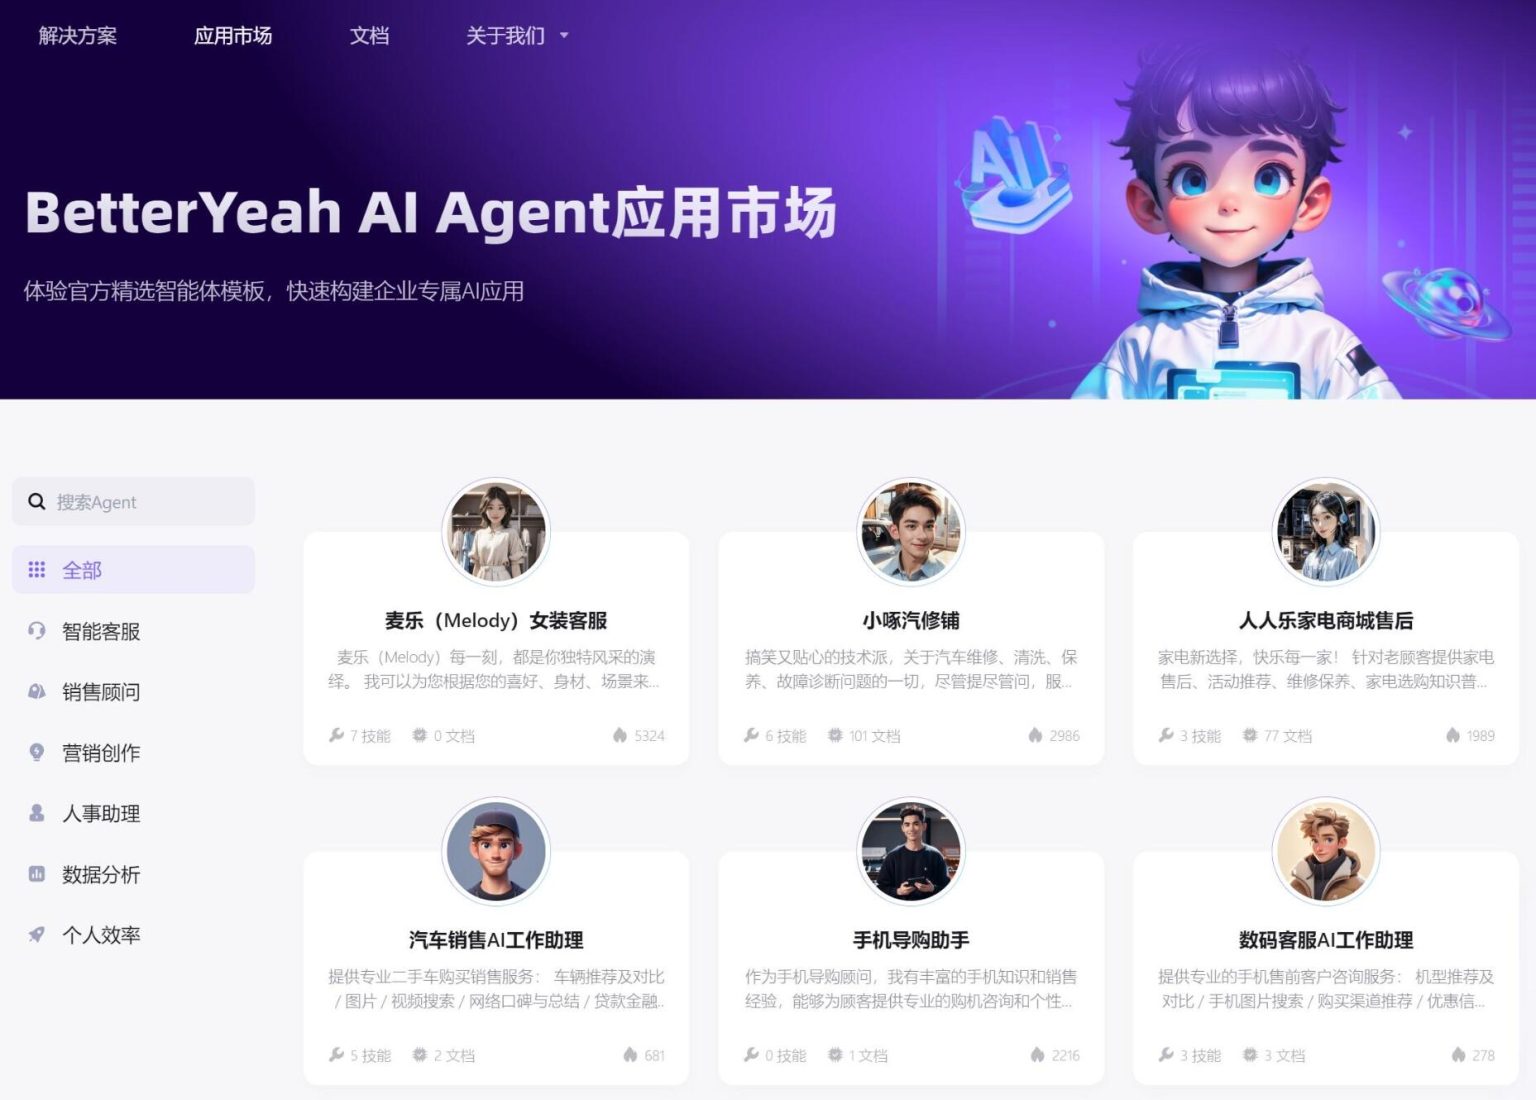 解决方案
应用市场
文档
关于我们
AI
BetterYeah AI Agent应用市场
体验官方精选智能体模板，快速构建企业专属AI应用
搜索Agent
全部
智能客服
销售顾问
营销创作
人事助理
数据分析
个人效率
麦乐（Melody）女装客服
麦乐（Melody）每一刻，都是你独特风采的演
绎。 我可以为您根据您的喜好、身材、场景来...
7 技能
0 文档
5324
小啄汽修铺
搞笑又贴心的技术派，关于汽车维修、清洗、保
养、故障诊断问题的一切，尽管提尽管问，服...
6 技能
101 文档
2986
人人乐家电商城售后
家电新选择，快乐每一家！ 针对老顾客提供家电
售后、活动推荐、维修保养、家电选购知识普...
3 技能
77 文档
1989
汽车销售AI工作助理
提供专业二手车购买销售服务： 车辆推荐及对比
/ 图片 / 视频搜索 / 网络口碑与总结 / 贷款金融..
5 技能
2 文档
681
手机导购助手
作为手机导购顾问，我有丰富的手机知识和销售
经验，能够为顾客提供专业的购机咨询和个性...
0 技能
1 文档
2216
数码客服AI工作助理
提供专业的手机售前客户咨询服务： 机型推荐及
对比 / 手机图片搜索 / 购买渠道推荐 / 优惠信...
3 技能
3 文档
278